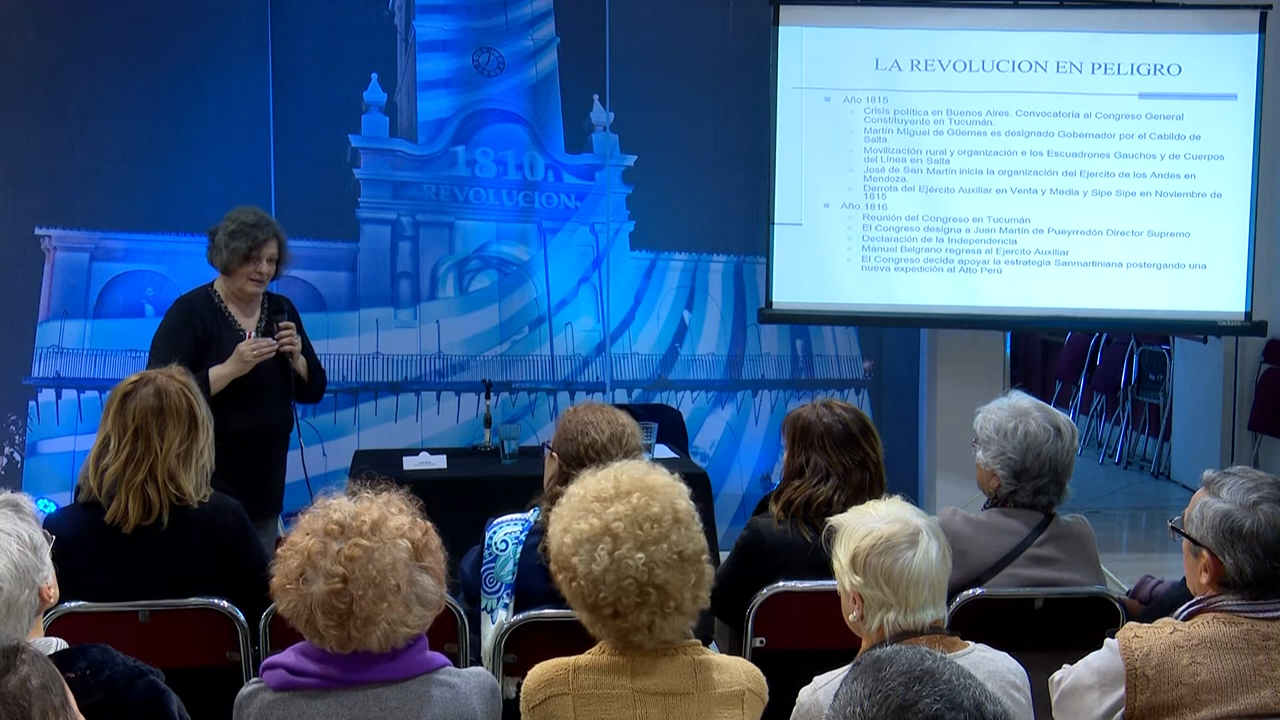 LA REVOLUCION EN PELIGRO
Año 1815
Crisis política en Buenos Aires. Convocatoria al Congreso General
Constituyente en Tucumán.
Martín Miguel de Güemes es designado Gobernador por el Cabildo de
Salta.
Movilización rural y organización e los Escuadrones Gauchos y de Cuerpos
del Línea en Salta
José de San Martín inicia la organización del Ejercito de los Andes en
Mendoza.
Derrota del Ejército Auxiliar en Venta y Media y Sipe Sipe en Noviembre de
1815
Año 1816
Reunión del Congreso en Tucumán
El Congreso designa a Juan Martín de Pueyrredón Director Supremo
Declaración de la Independencia
Manuel Belgrano regresa al Ejercito Auxiliar
El Congreso decide apoyar la estrategia Sanmartiniana postergando una
nueva expedición al Alto Perú
1810
REVOLUCION